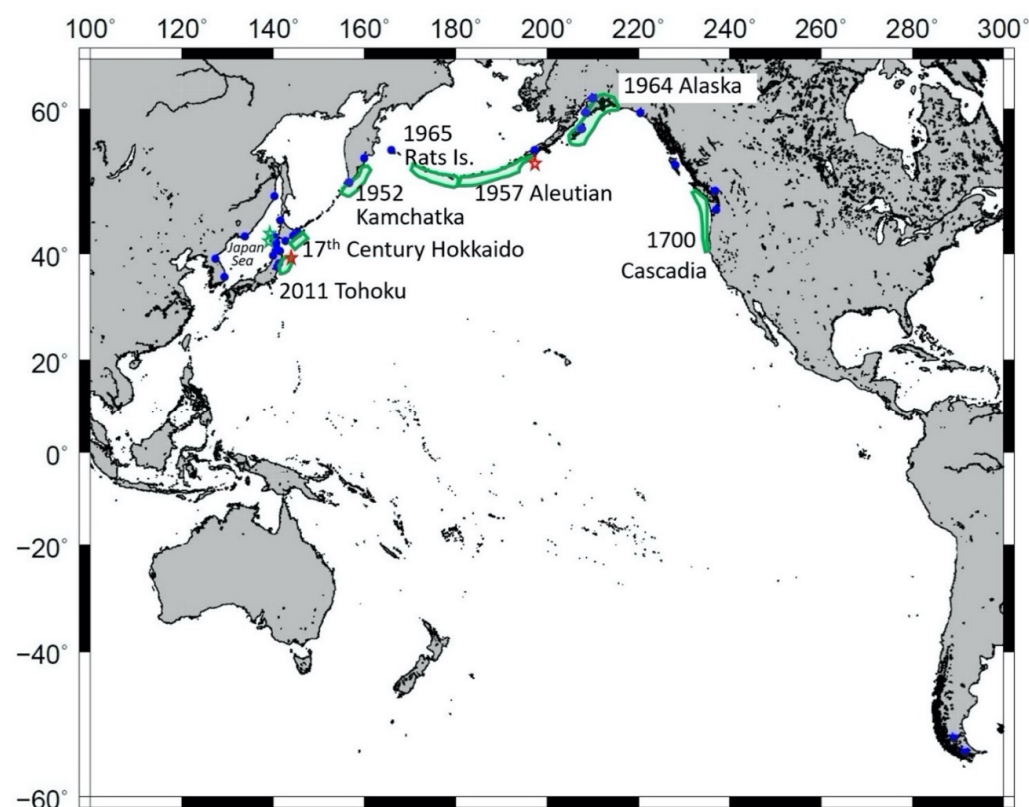 100° 120° 140° 160° 180° 200° 220° 240° 260° 280° 300°
60°
1964 Alaska
1965
Rats Is.
1952
Kamchatka
1957 Aleutian
40°
Japan
Sea
17th Century Hokkaido
1700
Cascadia
2011 Tohoku
20°
0°
−20°
−40°
−60°